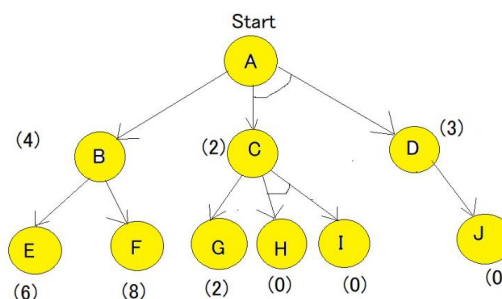 Start
A
(4) B (2) C D (3)
E F G H I J
(6) (8) (2) (0) (0) (0